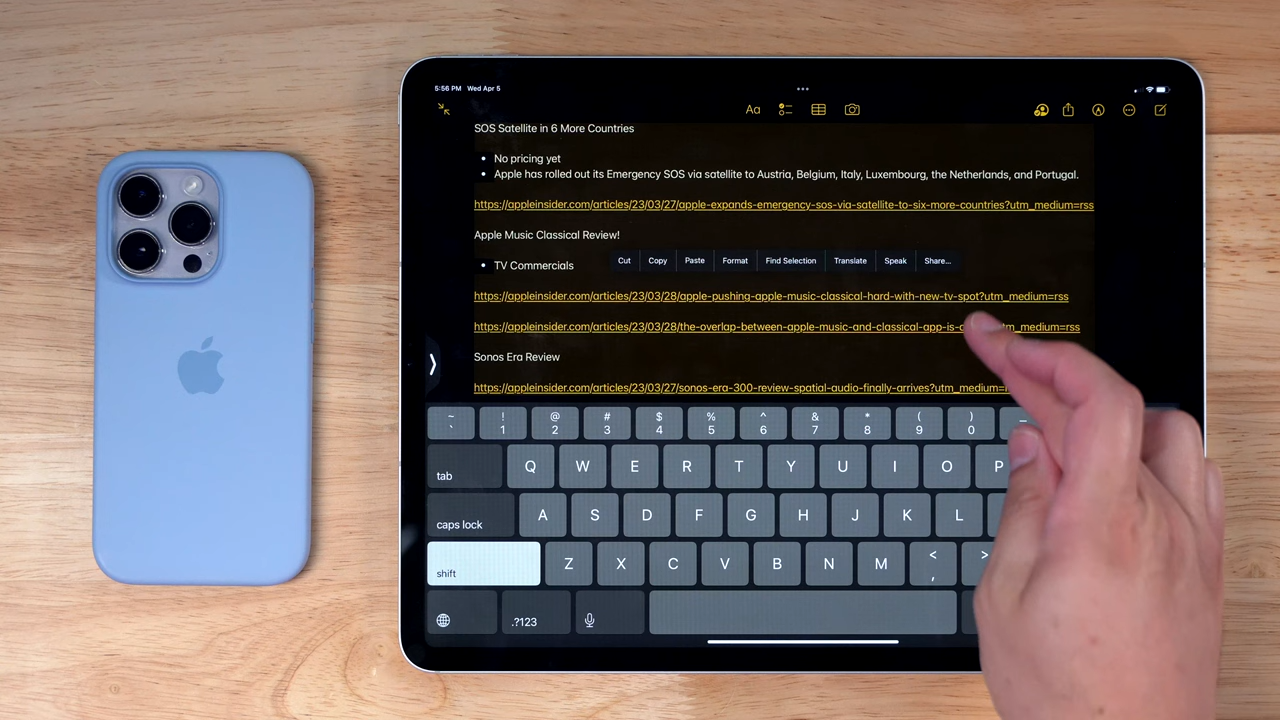 5:56 PM Wed Apr 5
Aa
SOS Satellite in 6 More Countries
• No pricing yet
• Apple has rolled out its Emergency SOS via satellite to Austria, Belgium, Italy, Luxembourg, the Netherlands, and Portugal.
https://appleinsider.com/articles/23/03/27/apple-expands-emergency-sos-via-satellite-to-six-more-countries?utm_medium=rss
Apple Music Classical Review!
• TV Commercials
Cut Copy Paste Format Find Selection Translate Speak Share...
https://appleinsider.com/articles/23/03/28/apple-pushing-apple-music-classical-hard-with-new-tv-spot?utm_medium=rss
https://appleinsider.com/articles/23/03/28/the-overlap-between-apple-music-and-classical-app-is-
tm_medium=rss
Sonos Era Review
https://appleinsider.com/articles/23/03/27/sonos-era-300-review-spatial-audio-finally-arrives?utm_medium=
~ ! @ # $ % ^ & * ( ) _
` 1 2 3 4 5 6 7 8 9 0
tab Q W E R T Y U I O P
caps lock A S D F G H J K L
shift Z X C V B N M < >
,
.?123